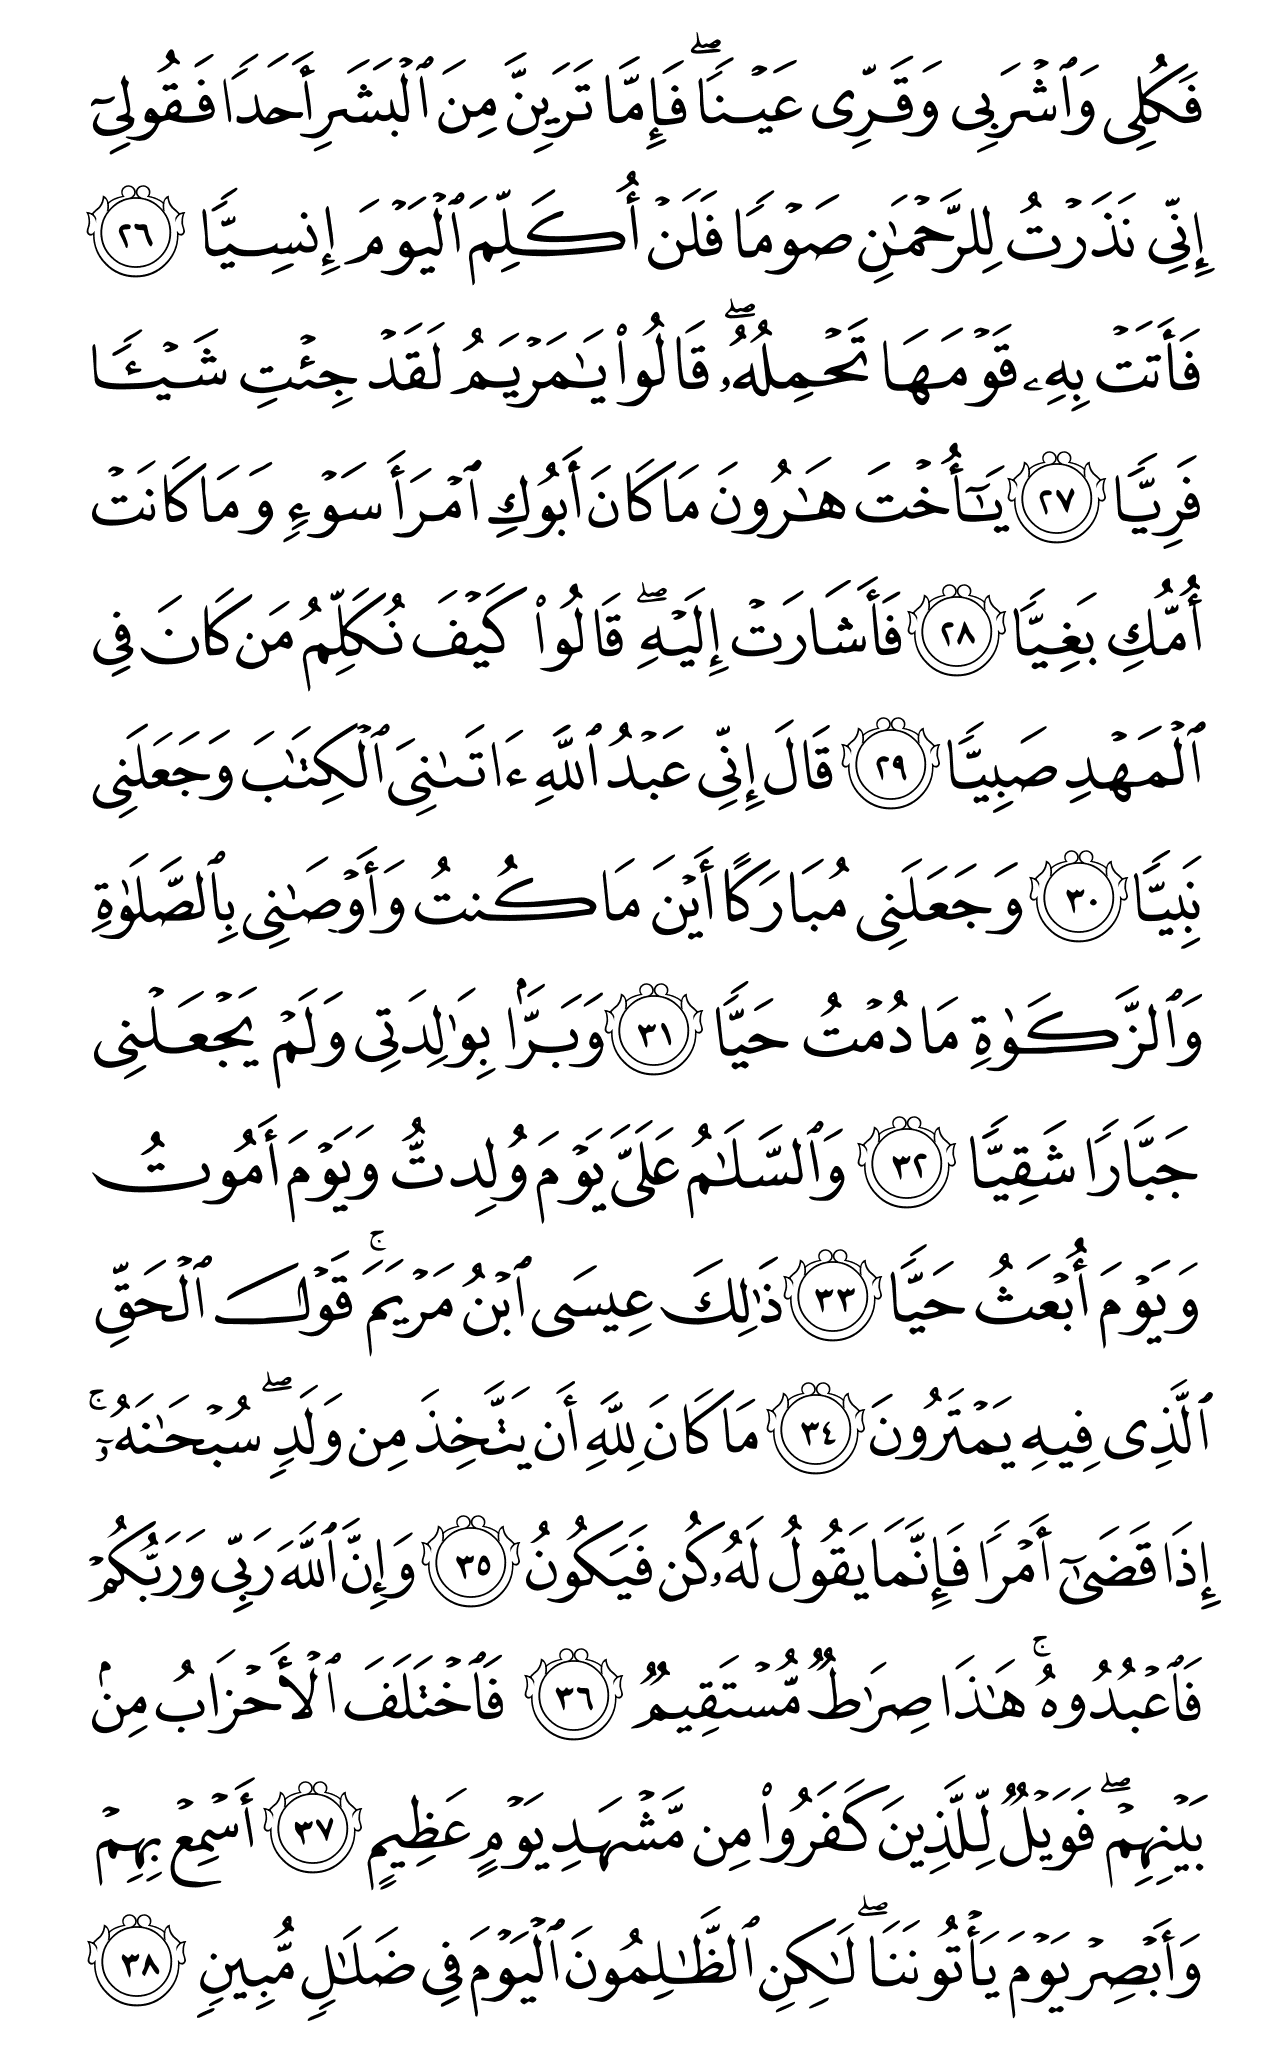 فَكُلِى وَٱشۡرَبِى وَقَرِّى عَيۡنٗاۖ فَإِمَّا تَرَيِنَّ مِنَ ٱلۡبَشَرِ أَحَدٗا فَقُولِىٓ
إِنِّى نَذَرۡتُ لِلرَّحۡمَٰنِ صَوۡمٗا فَلَنۡ أُكَلِّمَ ٱلۡيَوۡمَ إِنسِيّٗا ٢٦
فَأَتَتۡ بِهِۦ قَوۡمَهَا تَحۡمِلُهُۥۖ قَالُواْ يَٰمَرۡيَمُ لَقَدۡ جِئۡتِ شَيۡـٔٗا
فَرِيّٗا ٢٧ يَٰٓأُخۡتَ هَٰرُونَ مَا كَانَ أَبُوكِ ٱمۡرَأَ سَوۡءٖ وَمَا كَانَتۡ
أُمُّكِ بَغِيّٗا ٢٨ فَأَشَارَتۡ إِلَيۡهِۖ قَالُواْ كَيۡفَ نُكَلِّمُ مَن كَانَ فِى
ٱلۡمَهۡدِ صَبِيّٗا ٢٩ قَالَ إِنِّى عَبۡدُ ٱللَّهِ ءَاتَىٰنِىَ ٱلۡكِتَٰبَ وَجَعَلَنِى
نَبِيّٗا ٣٠ وَجَعَلَنِى مُبَارَكًا أَيۡنَ مَا كُنتُ وَأَوۡصَٰنِى بِٱلصَّلَوٰةِ
وَٱلزَّكَوٰةِ مَا دُمۡتُ حَيّٗا ٣١ وَبَرَّۢا بِوَٰلِدَتِى وَلَمۡ يَجۡعَلۡنِى
جَبَّارٗا شَقِيّٗا ٣٢ وَٱلسَّلَٰمُ عَلَىَّ يَوۡمَ وُلِدتُّ وَيَوۡمَ أَمُوتُ
وَيَوۡمَ أُبۡعَثُ حَيّٗا ٣٣ ذَٰلِكَ عِيسَى ٱبۡنُ مَرۡيَمَۚ قَوۡلَ ٱلۡحَقِّ
ٱلَّذِى فِيهِ يَمۡتَرُونَ ٣٤ مَا كَانَ لِلَّهِ أَن يَتَّخِذَ مِن وَلَدٖۖ سُبۡحَٰنَهُۥٓۚ
إِذَا قَضَىٰٓ أَمۡرٗا فَإِنَّمَا يَقُولُ لَهُۥ كُن فَيَكُونُ ٣٥ وَإِنَّ ٱللَّهَ رَبِّى وَرَبُّكُمۡ
فَٱعۡبُدُوهُۚ هَٰذَا صِرَٰطٞ مُّسۡتَقِيمٞ ٣٦ فَٱخۡتَلَفَ ٱلۡأَحۡزَابُ مِنۢ
بَيۡنِهِمۡۖ فَوَيۡلٞ لِّلَّذِينَ كَفَرُواْ مِن مَّشۡهَدِ يَوۡمٍ عَظِيمٍ ٣٧ أَسۡمِعۡ بِهِمۡ
وَأَبۡصِرۡ يَوۡمَ يَأۡتُونَنَاۖ لَٰكِنِ ٱلظَّٰلِمُونَ ٱلۡيَوۡمَ فِى ضَلَٰلٖ مُّبِينٖ ٣٨